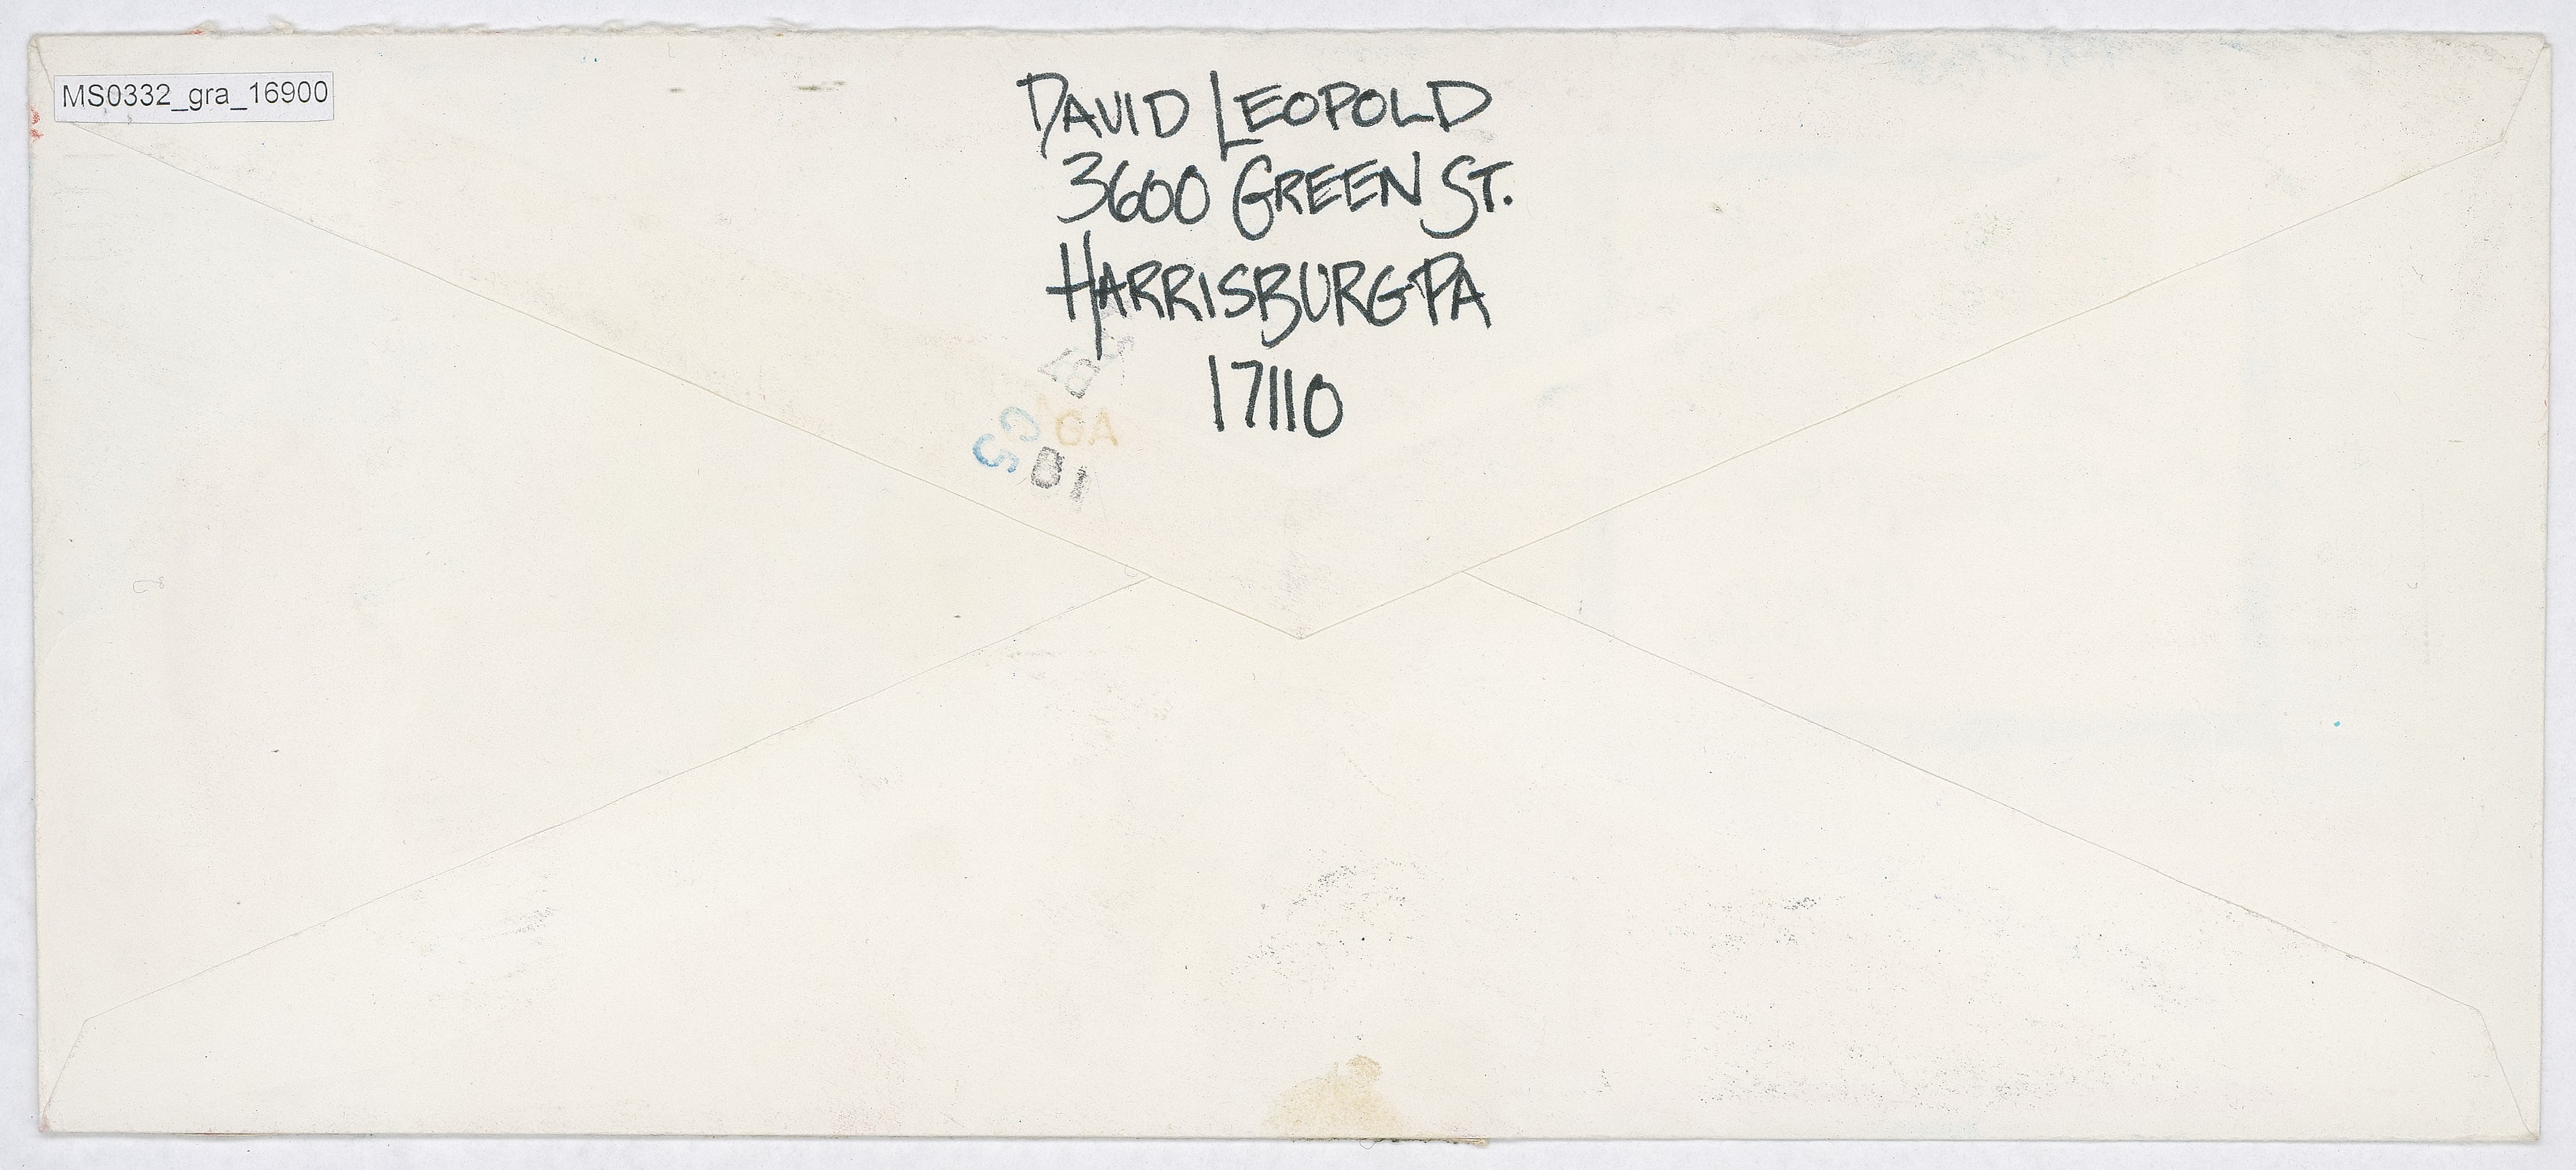 MS0332_gra_16900
DAVID LEOPOLD
3600 GREEN ST.
HARRISBURG PA
17110